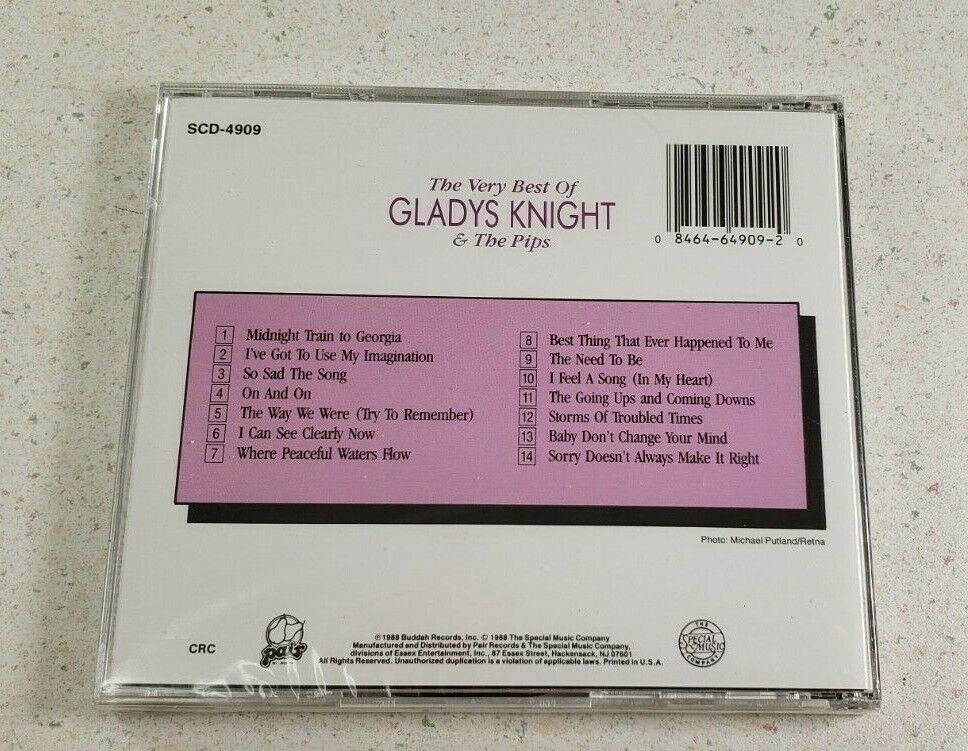 SCD-4909
The Very Best Of
GLADYS KNIGHT
& The Pips
0 8464-64909-2 0
1 Midnight Train to Georgia
2 I've Got To Use My Imagination
3 So Sad The Song
4 On And On
5 The Way We Were (Try To Remember)
6 I Can See Clearly Now
7 Where Peaceful Waters Flow
8 Best Thing That Ever Happened To Me
9 The Need To Be
10 I Feel A Song (In My Heart)
11 The Going Ups and Coming Downs
12 Storms Of Troubled Times
13 Baby Don't Change Your Mind
14 Sorry Doesn't Always Make It Right
Photo: Michael Putland/Retna
CRC
pair
℗ 1988 Buddah Records, Inc. © 1988 The Special Music Company
Manufactured and Distributed by Pair Records & The Special Music Company,
divisions of Essex Entertainment, Inc., 87 Essex Street, Hackensack, NJ 07601
All Rights Reserved. Unauthorized duplication is a violation of applicable laws. Printed in U.S.A.
THE
SPECIAL
MUSIC
COMPANY